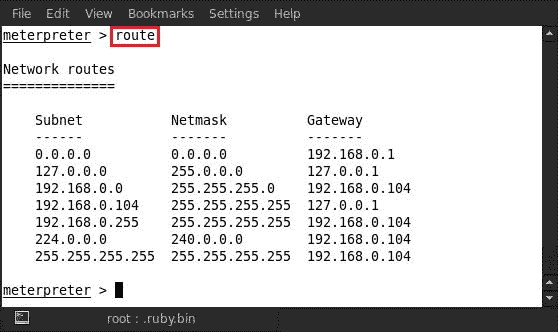 File Edit View Bookmarks Settings Help
meterpreter > route
Network routes
==============
Subnet Netmask Gateway
------ ------- -------
0.0.0.0 0.0.0.0 192.168.0.1
127.0.0.0 255.0.0.0 127.0.0.1
192.168.0.0 255.255.255.0 192.168.0.104
192.168.0.104 255.255.255.255 127.0.0.1
192.168.0.255 255.255.255.255 192.168.0.104
224.0.0.0 240.0.0.0 192.168.0.104
255.255.255.255 255.255.255.255 192.168.0.104
meterpreter >
root : .ruby.bin